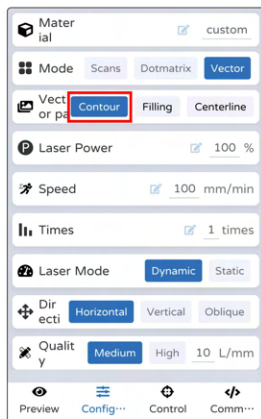 Mater
ial
custom
Mode Scans Dotmatrix Vector
Vect
or pa
Contour Filling Centerline
P Laser Power 100 %
Speed 100 mm/min
Times 1 times
Laser Mode Dynamic Static
Dir
ecti
Horizontal Vertical Oblique
Qualit
y
Medium High 10 L/mm
Preview Config… Control Comm…